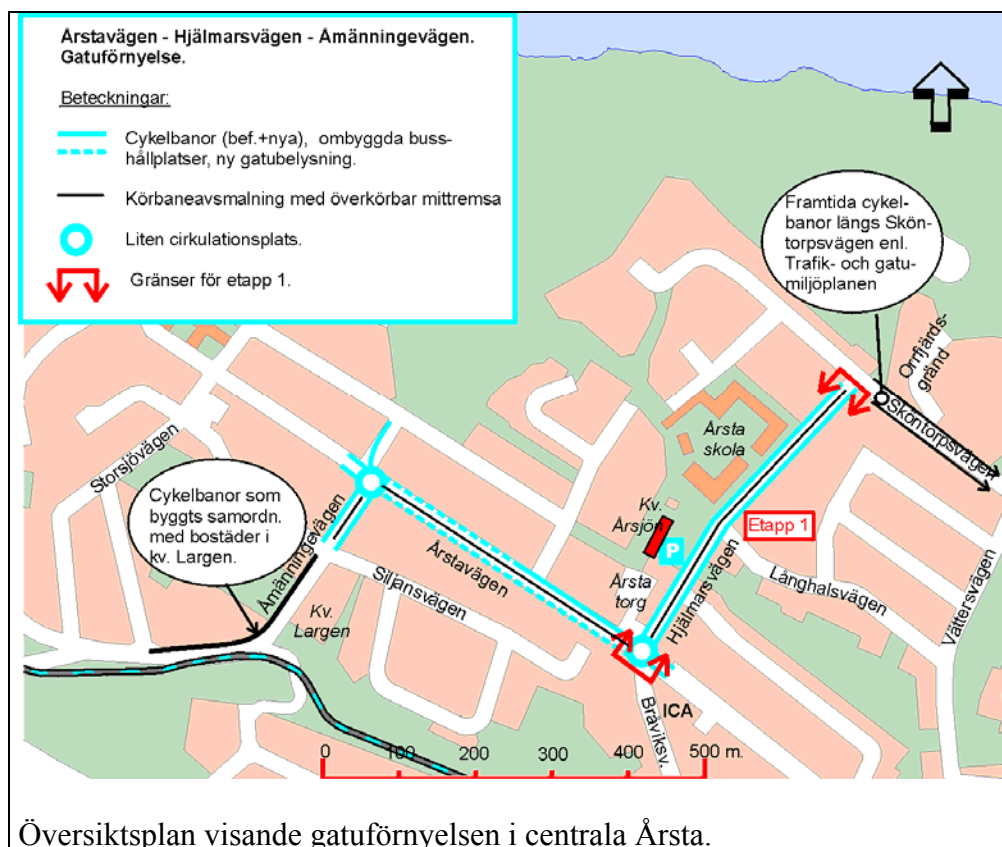 Årstavägen - Hjälmarsvägen - Åmänningevägen.
Gatuförnyelse.
Beteckningar:
Cykelbanor (bef.+nya), ombyggda buss-
hållplatser, ny gatubelysning.
Körbaneavsmalning med överkörbar mittremsa
Liten cirkulationsplats.
Gränser för etapp 1.
Framtida cykel-
banor längs Skön-
torpsvägen enl.
Trafik- och gatu-
miljöplanen
Orrfjärds-
gränd
Sköntorpsvägen
Årsta
skola
Storsjövägen
Cykelbanor som
byggts samordn.
med bostäder i
kv. Largen.
Åmänningevägen
Kv.
Årsjön
P
Etapp 1
Årstavägen
Siljansvägen
Årsta
torg
Hjälmarsvägen
Långhalsvägen
Vättersvägen
Kv.
Largen
ICA
Bråviksv.
0 100 200 300 400 500 m.
Översiktsplan visande gatuförnyelsen i centrala Årsta.